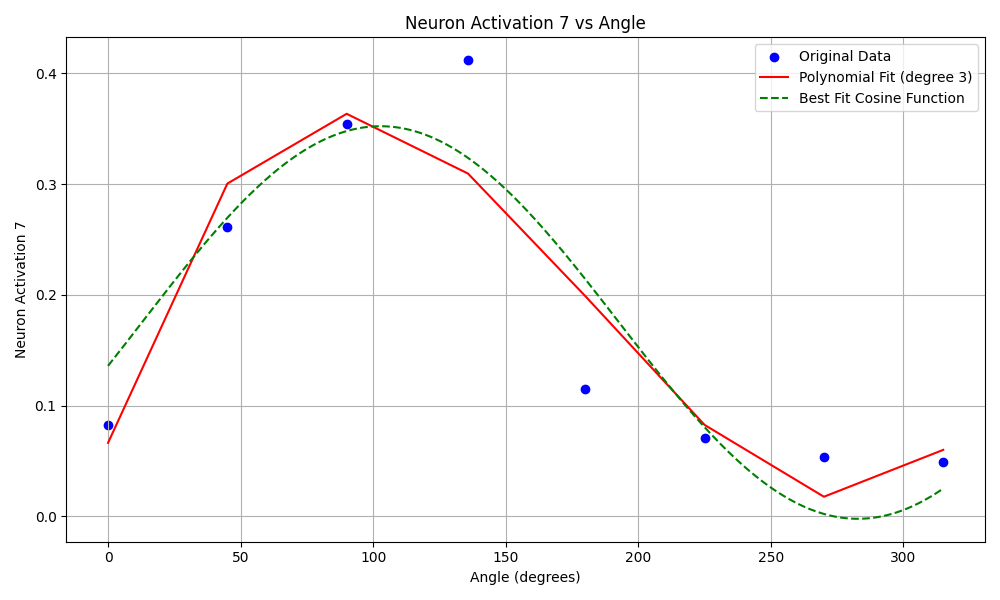 Neuron Activation 7 vs Angle
Original Data
Polynomial Fit (degree 3)
Best Fit Cosine Function
Neuron Activation 7
0.4
0.3
0.2
0.1
0.0
0
50
100
150
200
250
300
Angle (degrees)